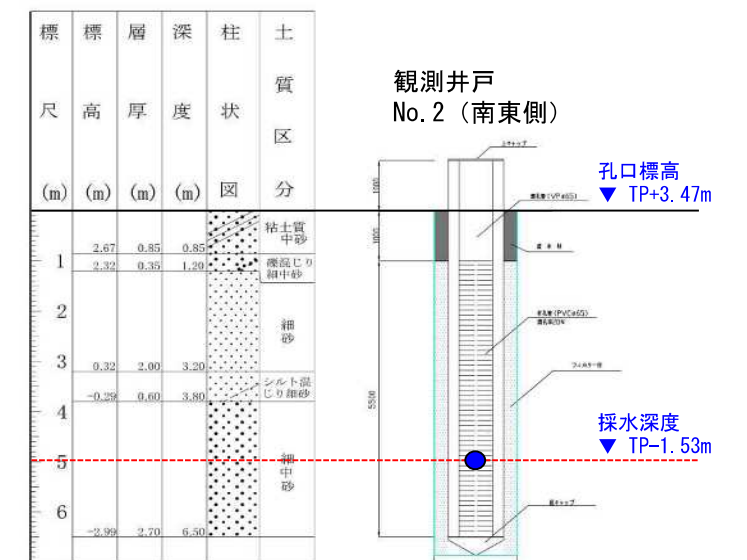 標尺(m) 標高(m) 層厚(m) 深度(m) 柱状図 土質区分
観測井戸
No.2（南東側）
孔口標高
▼ TP+3.47m
1000
1000
粘土質
中砂
2.67 0.85 0.85
1
礫混じり
細中砂
2.32 0.35 1.20
2
細
砂
3
0.32 2.00 3.20
シルト混
じり細砂
-0.29 0.60 3.80
4
5500
採水深度
▼ TP-1.53m
5
細
中
砂
6
-2.99 2.70 6.50